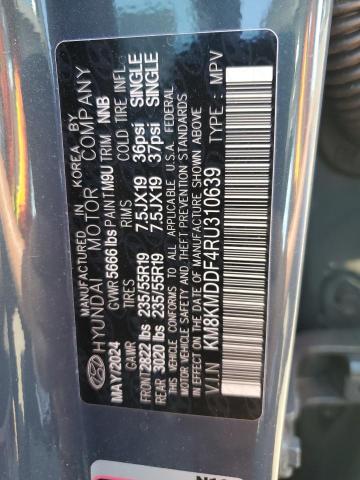 MANUFACTURED IN KOREA BY
HYUNDAI MOTOR COMPANY
MAY/2024 GVWR 5666 lbs PAINT M9U TRIM NNB
GAWR TIRES RIMS COLD TIRE INFL.
FRONT 2822 lbs 235/55R19 7.5JX19 36psi SINGLE
REAR 3020 lbs 235/55R19 7.5JX19 37psi SINGLE
THIS VEHICLE CONFORMS TO ALL APPLICABLE U.S.A. FEDERAL
MOTOR VEHICLE SAFETY AND THEFT PREVENTION STANDARDS
IN EFFECT ON THE DATE OF MANUFACTURE SHOWN ABOVE
VIN : KM8KMDDF4RU310639 TYPE : MPV